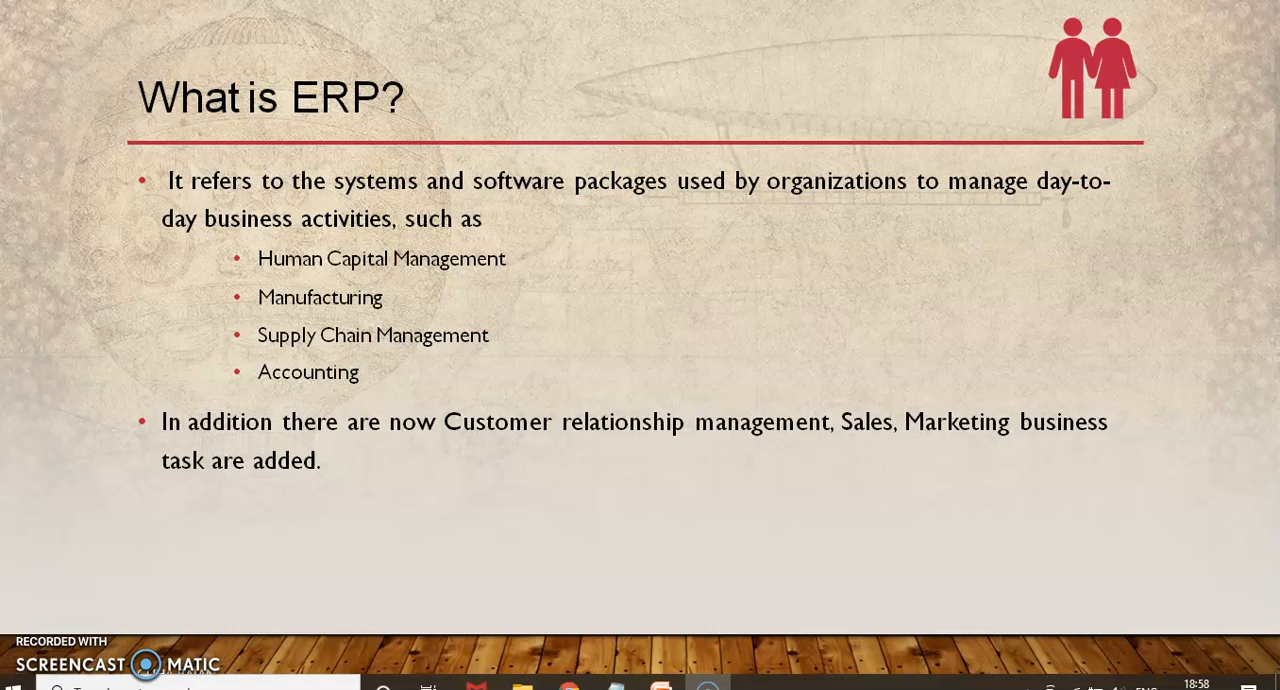 What is ERP?
• It refers to the systems and software packages used by organizations to manage day-to-
day business activities, such as
• Human Capital Management
• Manufacturing
• Supply Chain Management
• Accounting
• In addition there are now Customer relationship management, Sales, Marketing business
task are added.
RECORDED WITH
SCREENCAST MATIC
18:58